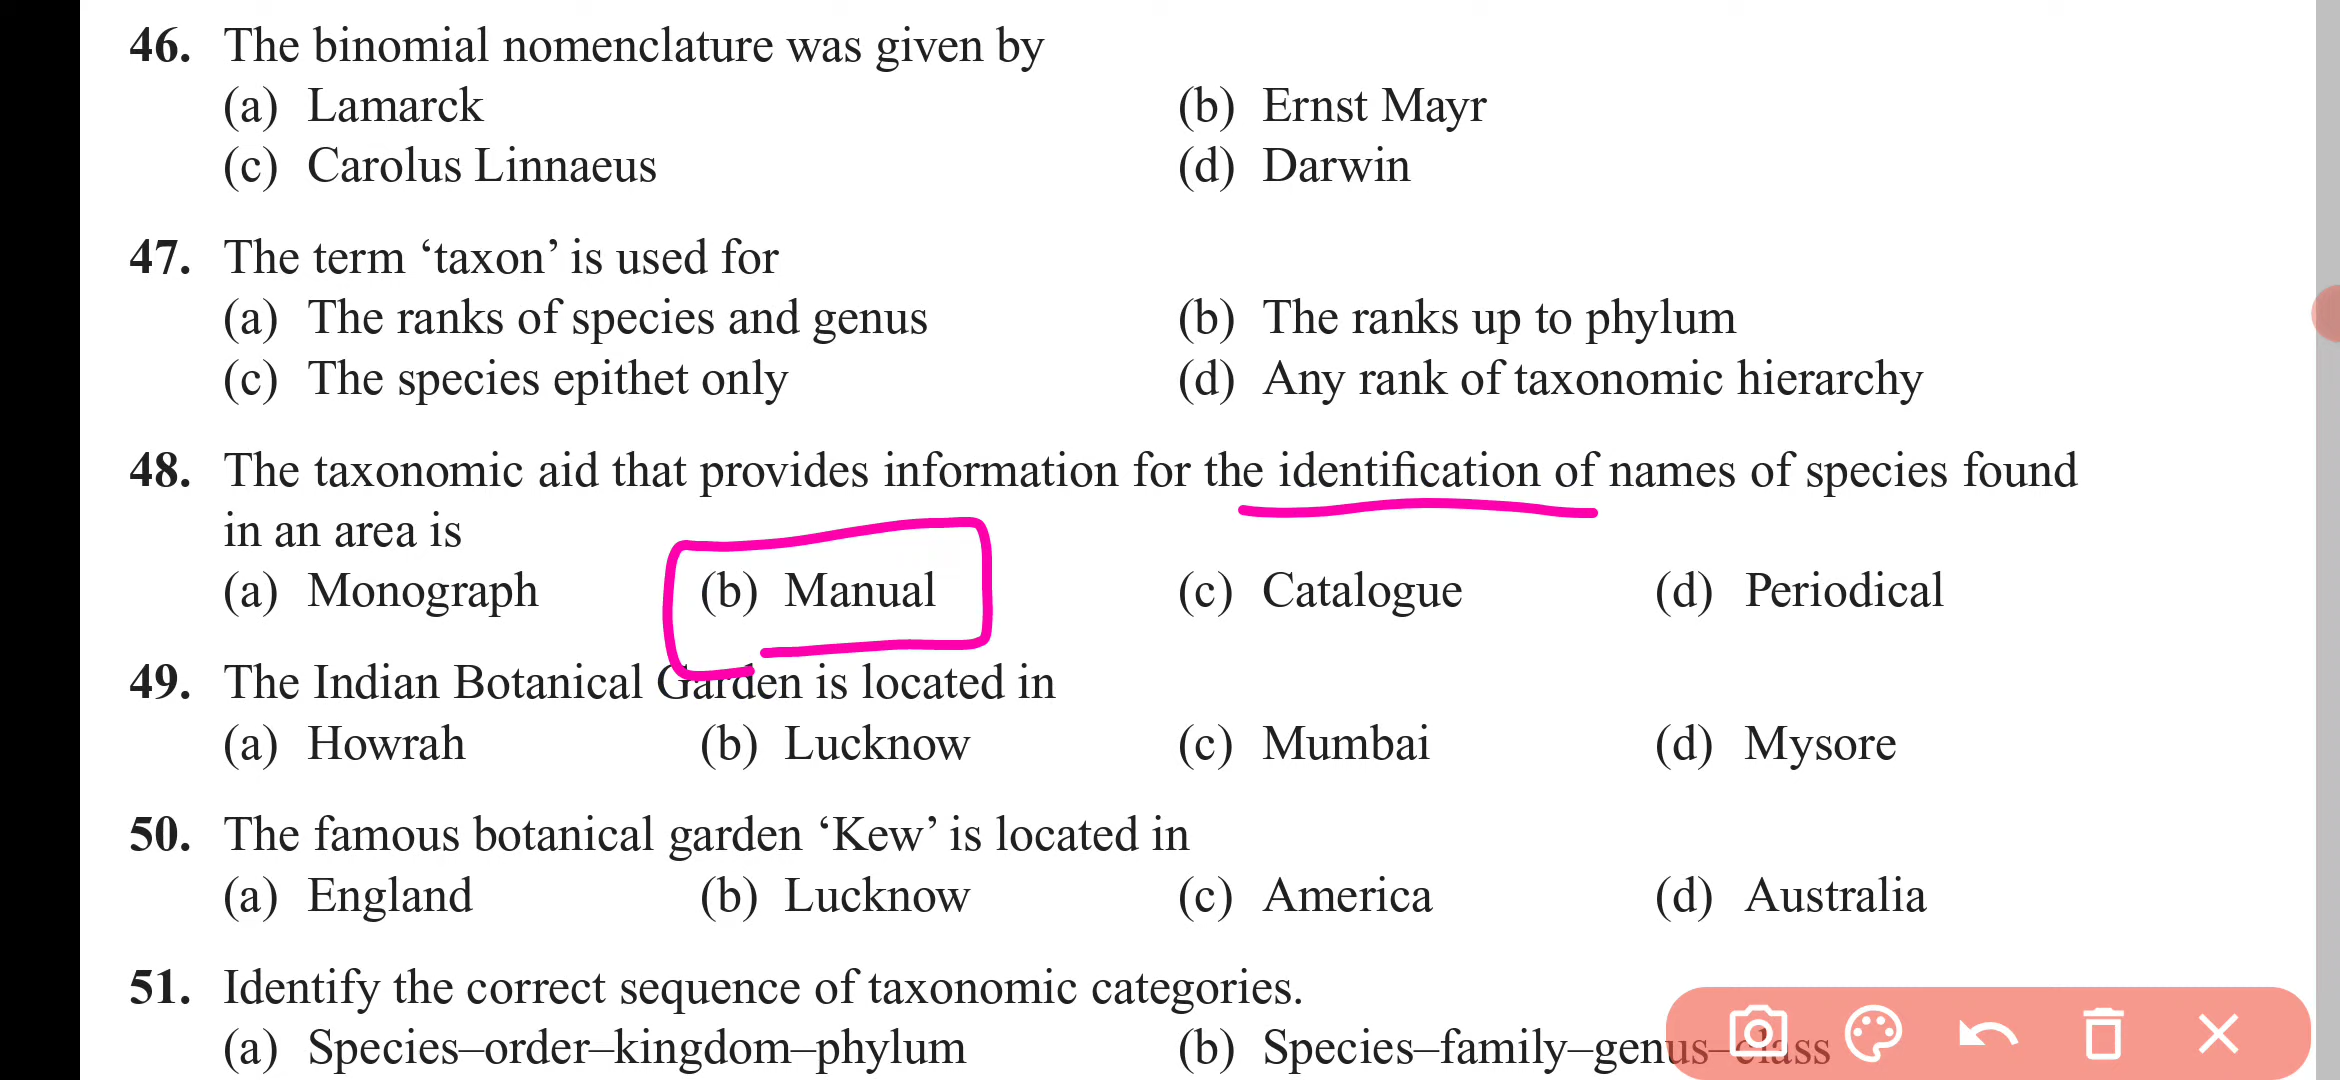 46. The binomial nomenclature was given by
(a) Lamarck (b) Ernst Mayr
(c) Carolus Linnaeus (d) Darwin
47. The term ‘taxon’ is used for
(a) The ranks of species and genus (b) The ranks up to phylum
(c) The species epithet only (d) Any rank of taxonomic hierarchy
48. The taxonomic aid that provides information for the identification of names of species found
in an area is
(a) Monograph (b) Manual (c) Catalogue (d) Periodical
49. The Indian Botanical Garden is located in
(a) Howrah (b) Lucknow (c) Mumbai (d) Mysore
50. The famous botanical garden ‘Kew’ is located in
(a) England (b) Lucknow (c) America (d) Australia
51. Identify the correct sequence of taxonomic categories.
(a) Species–order–kingdom–phylum (b) Species–family–genus–class